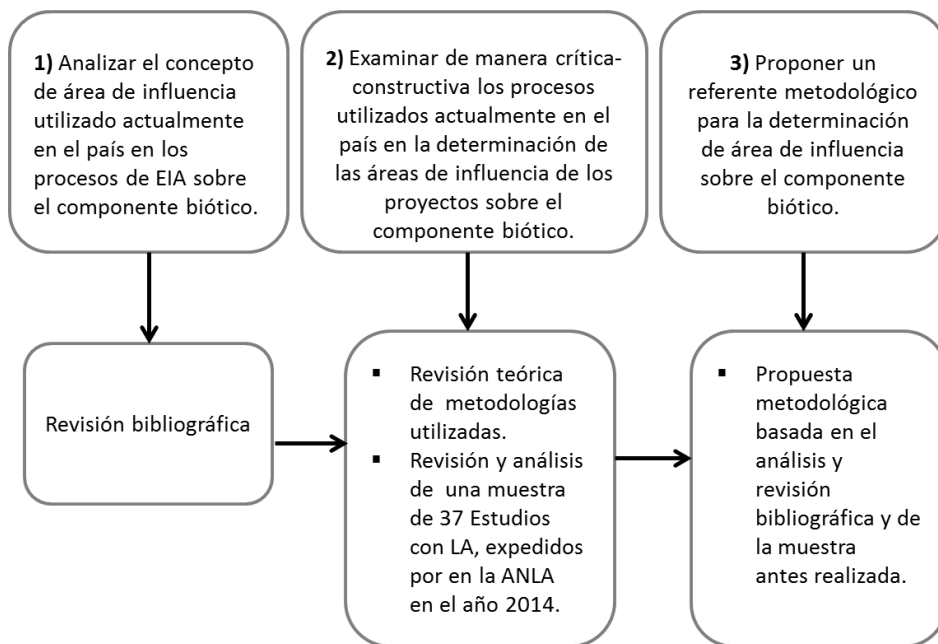 1) Analizar el concepto
de área de influencia
utilizado actualmente
en el país en los
procesos de EIA sobre
el componente biótico.
2) Examinar de manera crítica-
constructiva los procesos
utilizados actualmente en el
país en la determinación de
las áreas de influencia de los
proyectos sobre el
componente biótico.
3) Proponer un
referente metodológico
para la determinación
de área de influencia
sobre el componente
biótico.
Revisión bibliográfica
▪ Revisión teórica
de metodologías
utilizadas.
▪ Revisión y análisis
de una muestra
de 37 Estudios
con LA, expedidos
por en la ANLA
en el año 2014.
▪ Propuesta
metodológica
basada en el
análisis y
revisión
bibliográfica y de
la muestra
antes realizada.